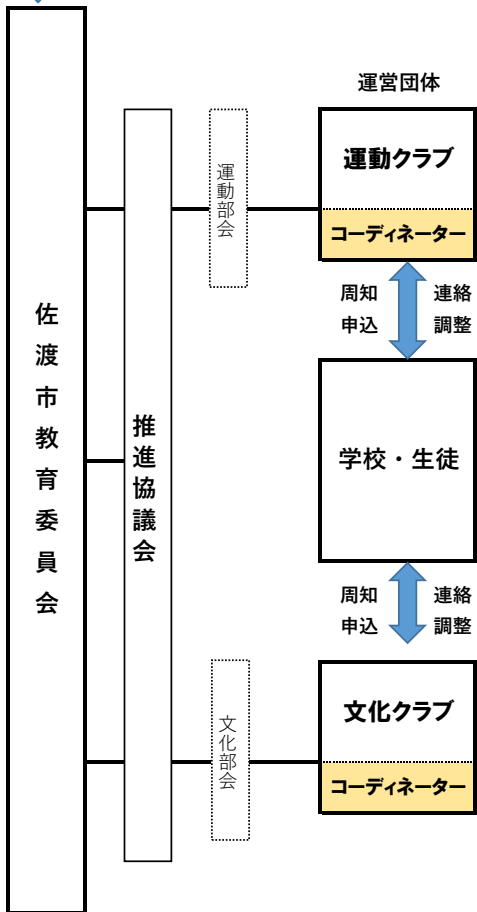 佐渡市教育委員会
推進協議会
運動部会
運営団体
運動クラブ
コーディネーター
周知 連絡
申込 調整
学校・生徒
周知 連絡
申込 調整
文化部会
文化クラブ
コーディネーター